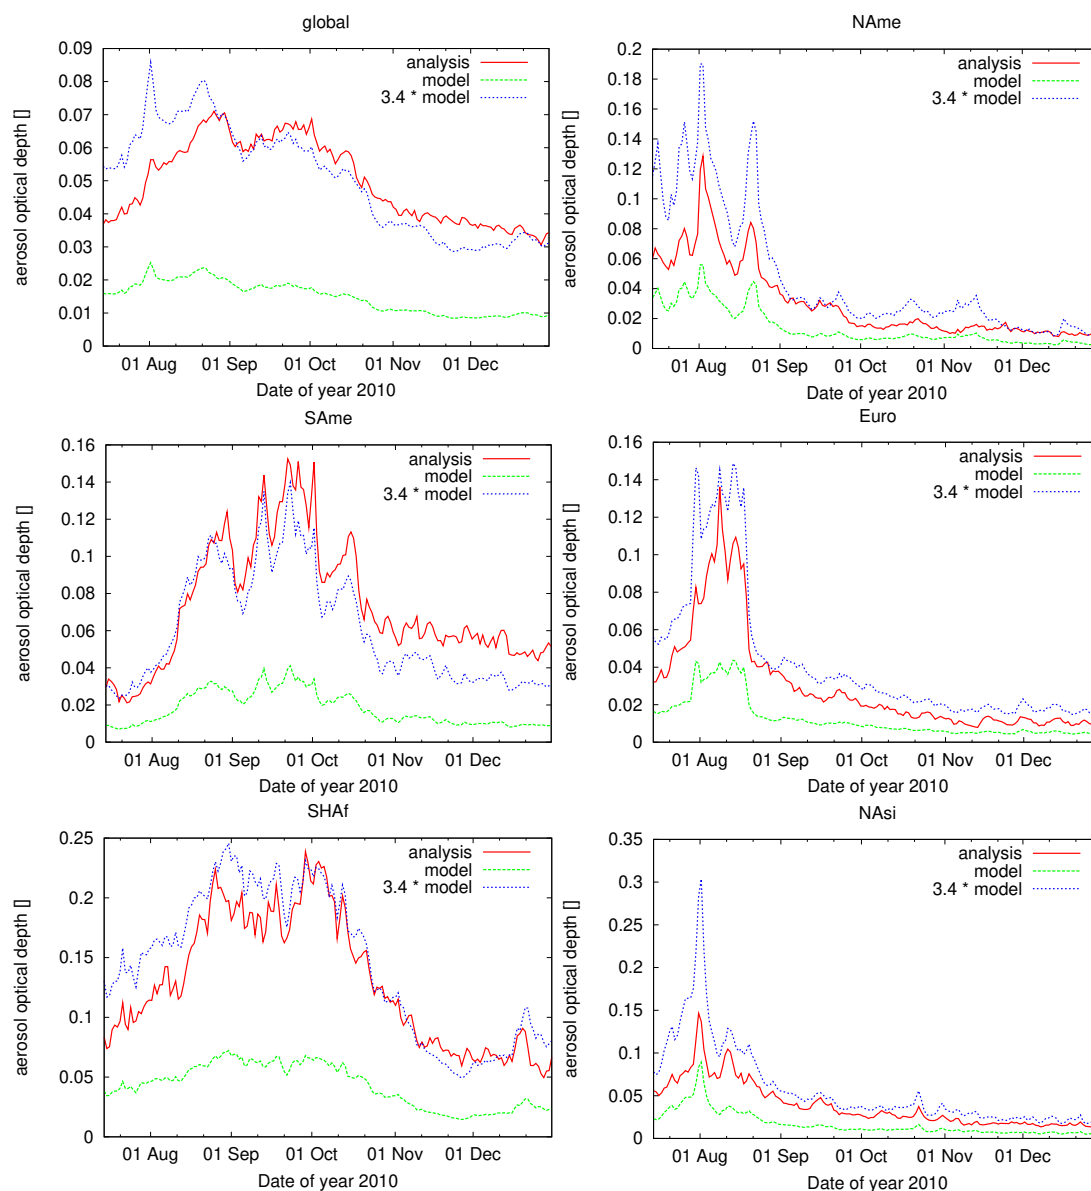 global
aerosol optical depth []
0.09
0.08
0.07
0.06
0.05
0.04
0.03
0.02
0.01
0
analysis
model
3.4 * model
01 Aug 01 Sep 01 Oct 01 Nov 01 Dec
Date of year 2010
NAme
aerosol optical depth []
0.2
0.18
0.16
0.14
0.12
0.1
0.08
0.06
0.04
0.02
0
analysis
model
3.4 * model
01 Aug 01 Sep 01 Oct 01 Nov 01 Dec
Date of year 2010
SAme
aerosol optical depth []
0.16
0.14
0.12
0.1
0.08
0.06
0.04
0.02
0
analysis
model
3.4 * model
01 Aug 01 Sep 01 Oct 01 Nov 01 Dec
Date of year 2010
Euro
aerosol optical depth []
0.16
0.14
0.12
0.1
0.08
0.06
0.04
0.02
0
analysis
model
3.4 * model
01 Aug 01 Sep 01 Oct 01 Nov 01 Dec
Date of year 2010
SHAf
aerosol optical depth []
0.25
0.2
0.15
0.1
0.05
0
analysis
model
3.4 * model
01 Aug 01 Sep 01 Oct 01 Nov 01 Dec
Date of year 2010
NAsi
aerosol optical depth []
0.35
0.3
0.25
0.2
0.15
0.1
0.05
0
analysis
model
3.4 * model
01 Aug 01 Sep 01 Oct 01 Nov 01 Dec
Date of year 2010